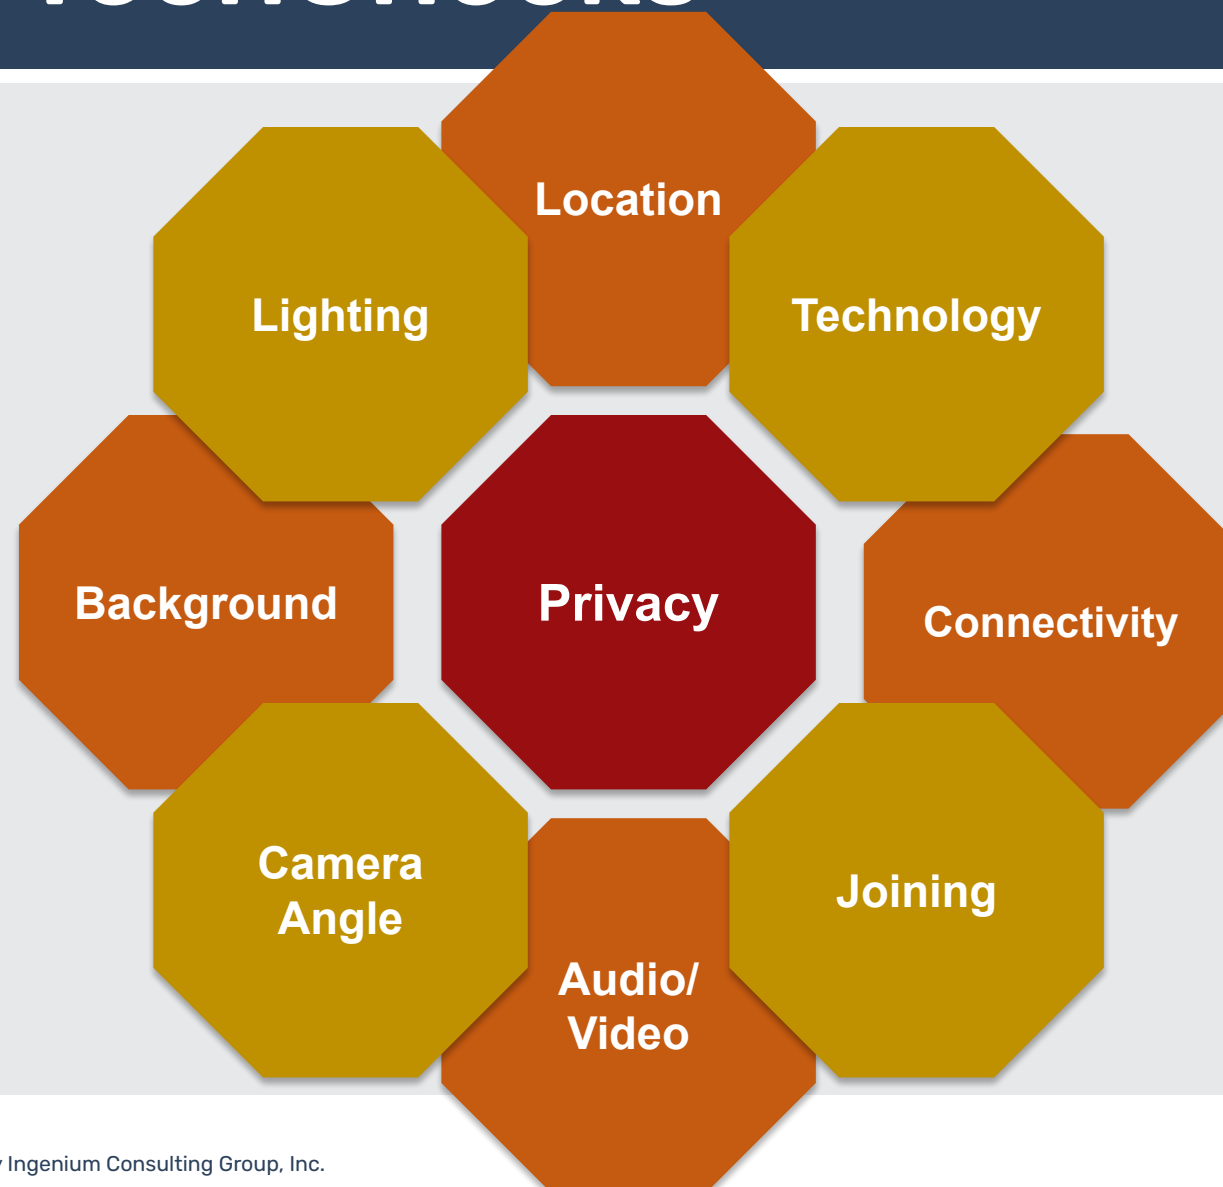 Location
Lighting
Technology
Background
Privacy
Connectivity
Camera
Angle
Joining
Audio/
Video
Ingenium Consulting Group, Inc.